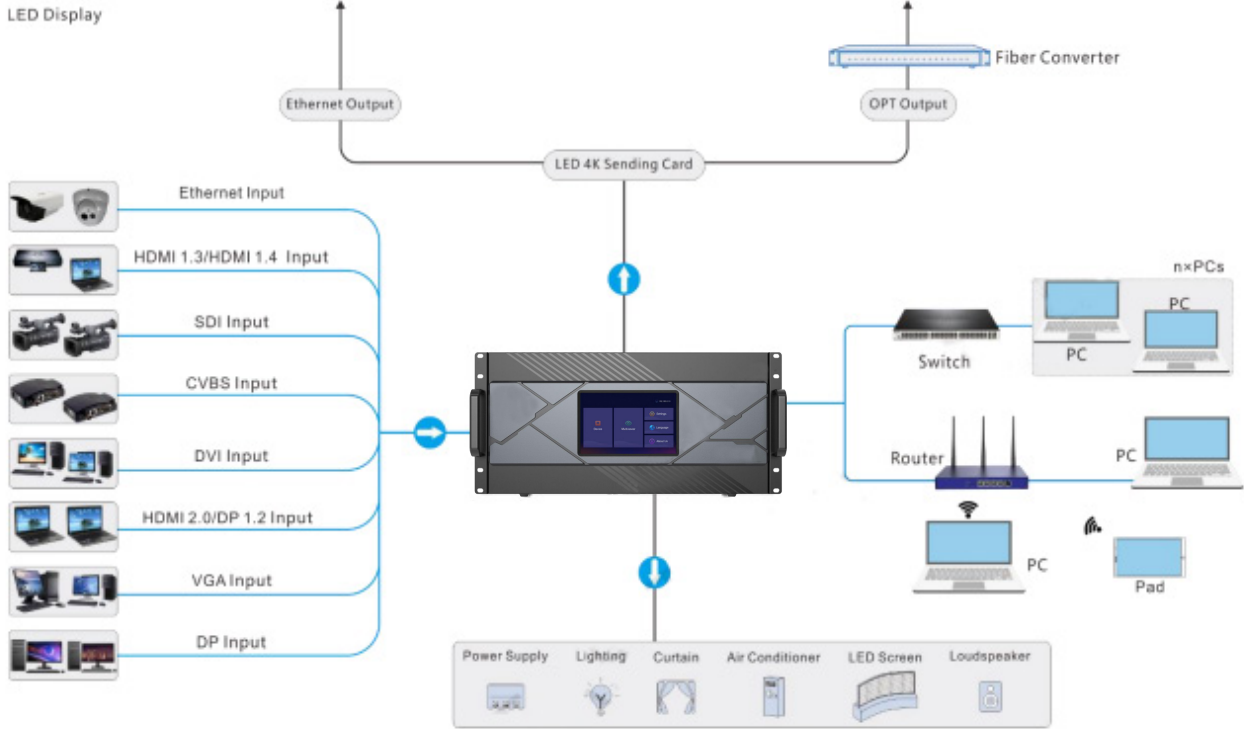 LED Display
Fiber Converter
Ethernet Output
OPT Output
LED 4K Sending Card
Ethernet Input
HDMI 1.3/HDMI 1.4 Input
SDI Input
CVBS Input
DVI Input
HDMI 2.0/DP 1.2 Input
VGA Input
DP Input
n×PCs
PC
PC
Switch
Router
PC
PC
Pad
Power Supply
Lighting
Curtain
Air Conditioner
LED Screen
Loudspeaker